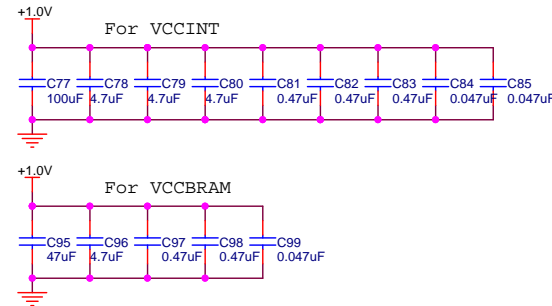 +1.0V
For VCCINT
C77 C78 C79 C80 C81 C82 C83 C84 C85
100uF 4.7uF 4.7uF 4.7uF 0.47uF 0.47uF 0.47uF 0.047uF 0.047uF
+1.0V
For VCCBRAM
C95 C96 C97 C98 C99
47uF 4.7uF 0.47uF 0.47uF 0.047uF